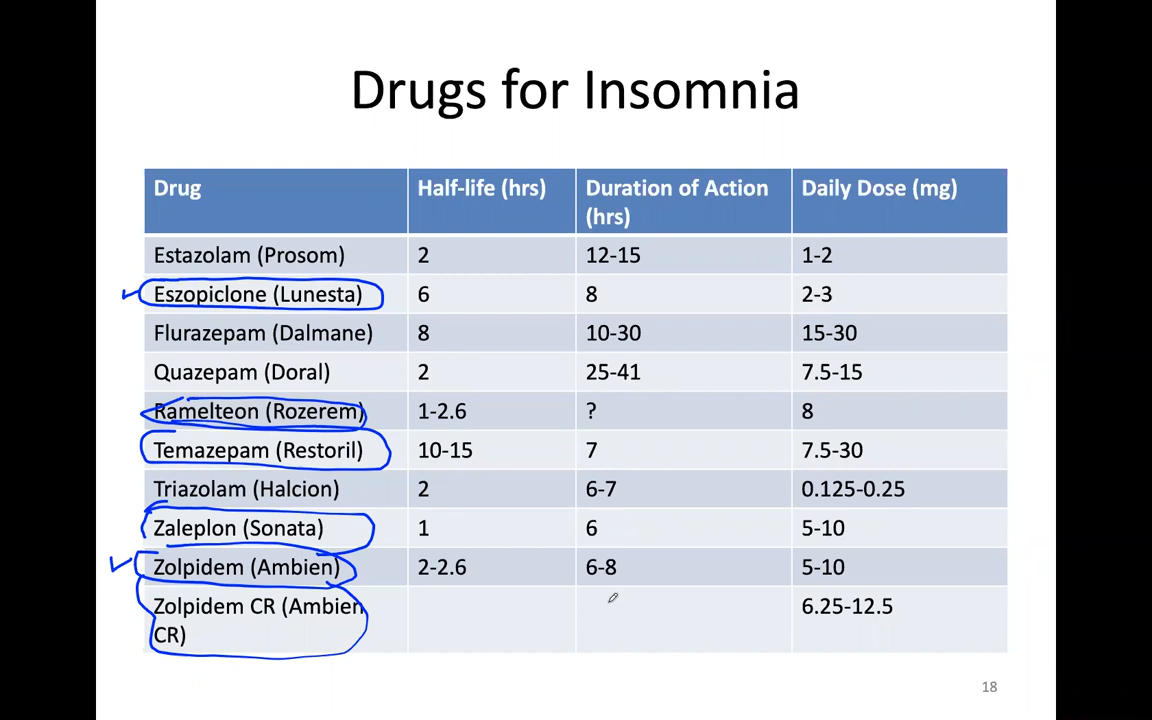 Drugs for Insomnia
Drug Half-life (hrs) Duration of Action (hrs) Daily Dose (mg)
Estazolam (Prosom) 2 12-15 1-2
Eszopiclone (Lunesta) 6 8 2-3
Flurazepam (Dalmane) 8 10-30 15-30
Quazepam (Doral) 2 25-41 7.5-15
Ramelteon (Rozerem) 1-2.6 ? 8
Temazepam (Restoril) 10-15 7 7.5-30
Triazolam (Halcion) 2 6-7 0.125-0.25
Zaleplon (Sonata) 1 6 5-10
Zolpidem (Ambien) 2-2.6 6-8 5-10
Zolpidem CR (Ambien CR) 6.25-12.5
18